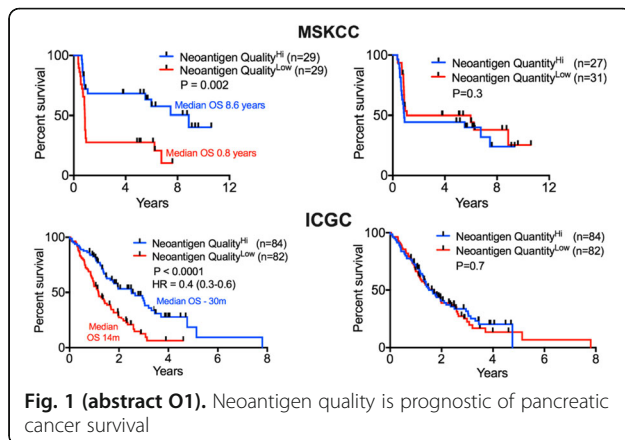 MSKCC
Percent survival
100
50
0
0 4 8 12
Years
Neoantigen Quality^Hi (n=29)
Neoantigen Quality^Low (n=29)
P = 0.002
Median OS 8.6 years
Median OS 0.8 years
Percent survival
100
50
0
0 4 8 12
Years
Neoantigen Quantity^Hi (n=27)
Neoantigen Quantity^Low (n=31)
P=0.3
ICGC
Percent survival
100
50
0
0 2 4 6 8
Years
Neoantigen Quality^Hi (n=84)
Neoantigen Quality^Low (n=82)
P < 0.0001
HR = 0.4 (0.3-0.6)
Median OS - 30m
Median
OS 14m
Percent survival
100
50
0
0 2 4 6 8
Years
Neoantigen Quantity^Hi (n=84)
Neoantigen Quantity^Low (n=82)
P=0.7
Fig. 1 (abstract O1). Neoantigen quality is prognostic of pancreatic
cancer survival